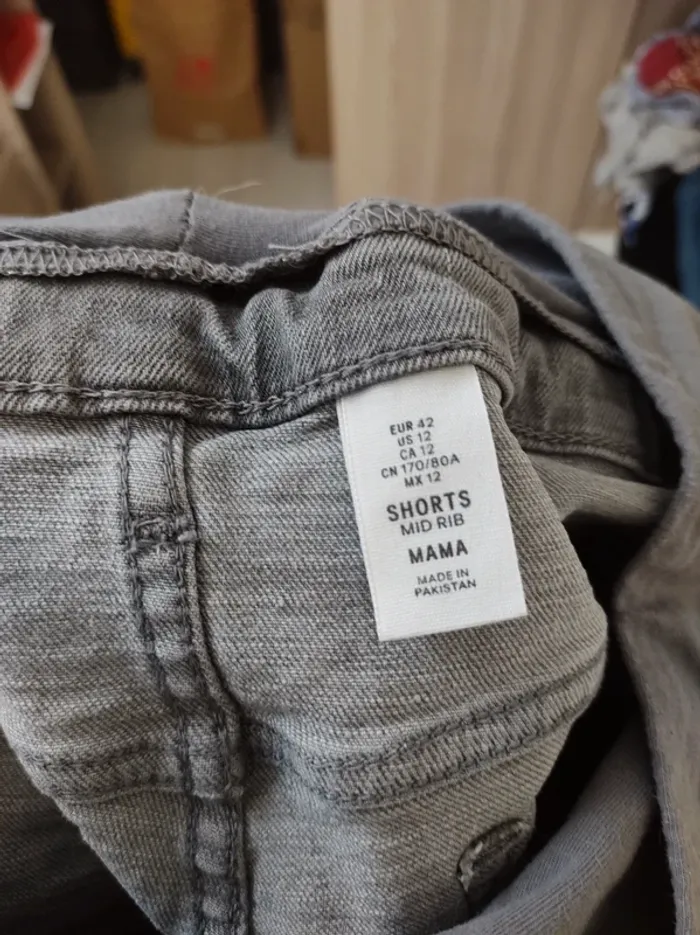 EUR 42
US 12
CA 12
CN 170/80A
MX 12
SHORTS
MID RIB
MAMA
MADE IN
PAKISTAN